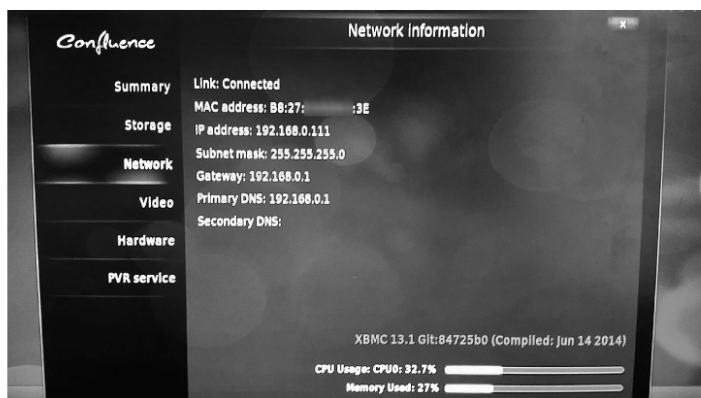 Confluence
Network information
x
Summary
Storage
Network
Video
Hardware
PVR service
Link: Connected
MAC address: B8:27: :3E
IP address: 192.168.0.111
Subnet mask: 255.255.255.0
Gateway: 192.168.0.1
Primary DNS: 192.168.0.1
Secondary DNS:
XBMC 13.1 Git:84725b0 (Compiled: Jun 14 2014)
CPU Usage: CPU0: 32.7%
Memory Used: 27%